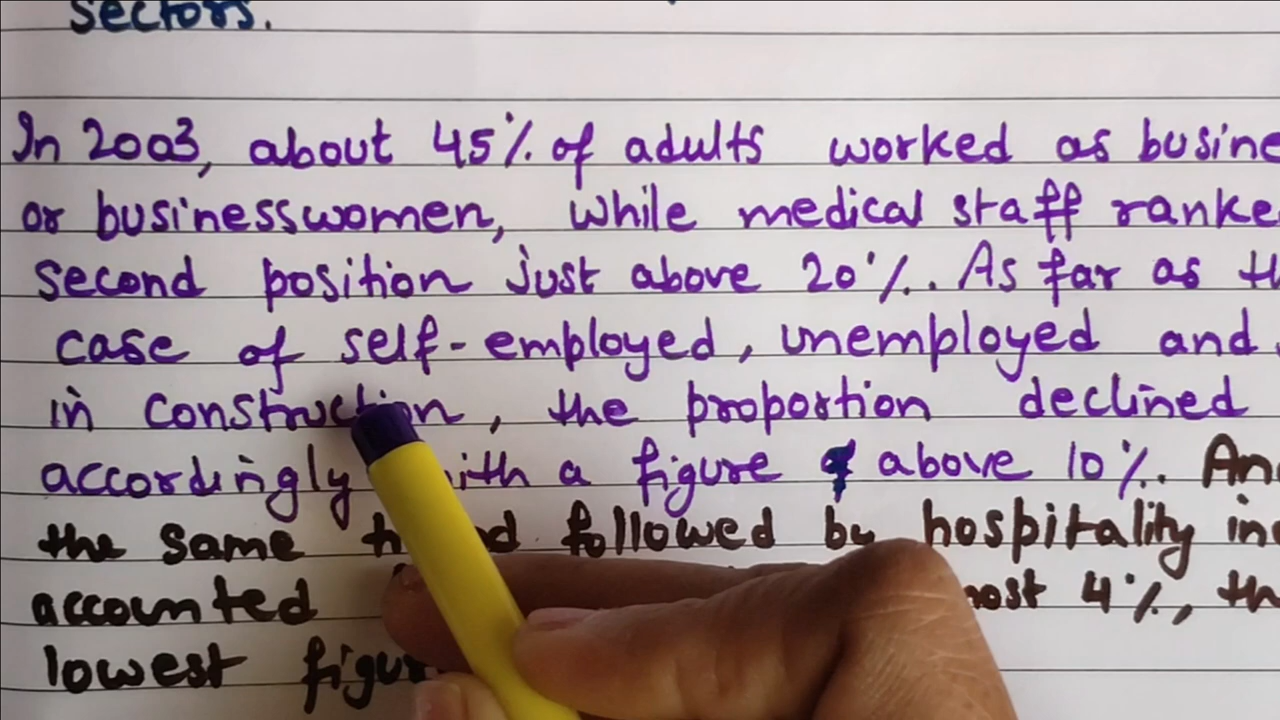 sectors.
In 2003, about 45% of adults worked as busine
or businesswomen, while medical staff ranke
second position just above 20%. As far as th
case of self-employed, unemployed and
in construction, the proportion declined
accordingly with a figure above 10%. An
the same followed by hospitality in
accounted most 4%, th
lowest figur